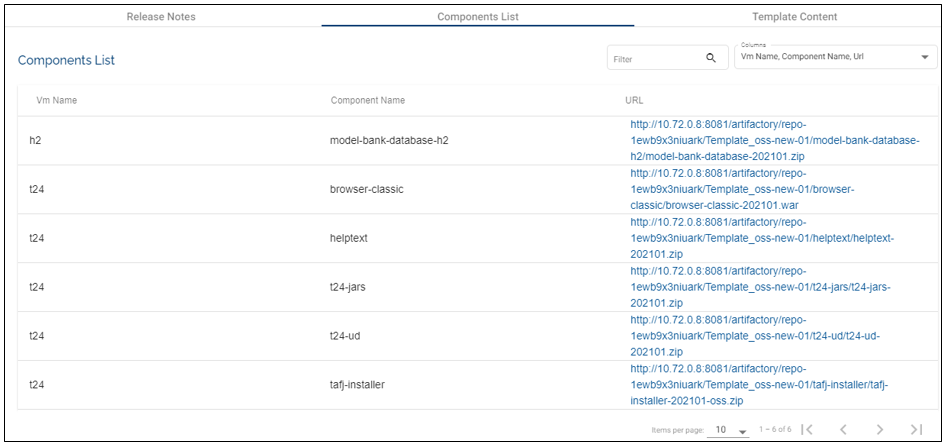 Release Notes
Components List
Template Content
Components List
Filter
Columns
Vm Name, Component Name, Url
Vm Name
Component Name
URL
h2
model-bank-database-h2
http://10.72.0.8:8081/artifactory/repo-
1ewb9x3niuark/Template_oss-new-01/model-bank-database-
h2/model-bank-database-202101.zip
t24
browser-classic
http://10.72.0.8:8081/artifactory/repo-
1ewb9x3niuark/Template_oss-new-01/browser-
classic/browser-classic-202101.war
t24
helptext
http://10.72.0.8:8081/artifactory/repo-
1ewb9x3niuark/Template_oss-new-01/helptext/helptext-
202101.zip
t24
t24-jars
http://10.72.0.8:8081/artifactory/repo-
1ewb9x3niuark/Template_oss-new-01/t24-jars/t24-jars-
202101.zip
t24
t24-ud
http://10.72.0.8:8081/artifactory/repo-
1ewb9x3niuark/Template_oss-new-01/t24-ud/t24-ud-
202101.zip
t24
tafj-installer
http://10.72.0.8:8081/artifactory/repo-
1ewb9x3niuark/Template_oss-new-01/tafj-installer/tafj-
installer-202101-oss.zip
Items per page: 10
1 – 6 of 6